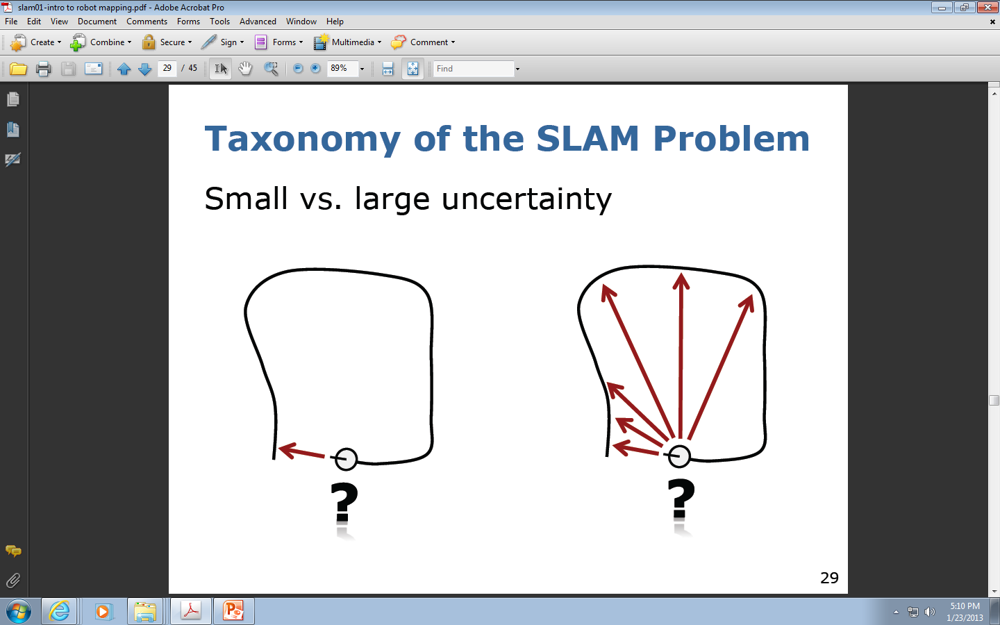 slam01-intro to robot mapping.pdf - Adobe Acrobat Pro
File Edit View Document Comments Forms Tools Advanced Window Help
Create Combine Secure Sign Forms Multimedia Comment
29 / 45 89% Find
Taxonomy of the SLAM Problem
Small vs. large uncertainty
? ?
29
5:10 PM
1/23/2013